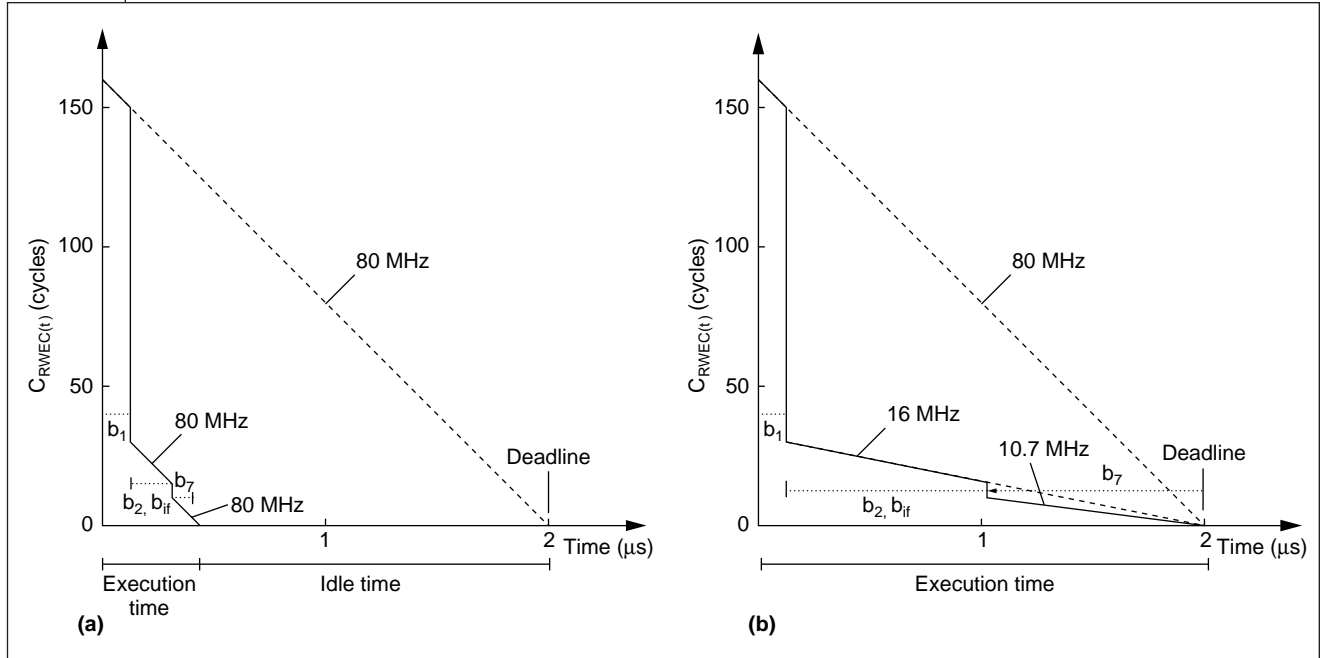 C_RWEC(t) (cycles)
150
100
50
0
80 MHz
80 MHz
80 MHz
b1
b2, bif
b7
Deadline
1
2
Time (μs)
Execution
time
Idle time
(a)
C_RWEC(t) (cycles)
150
100
50
0
80 MHz
16 MHz
10.7 MHz
b1
b2, bif
b7
Deadline
1
2
Time (μs)
Execution time
(b)